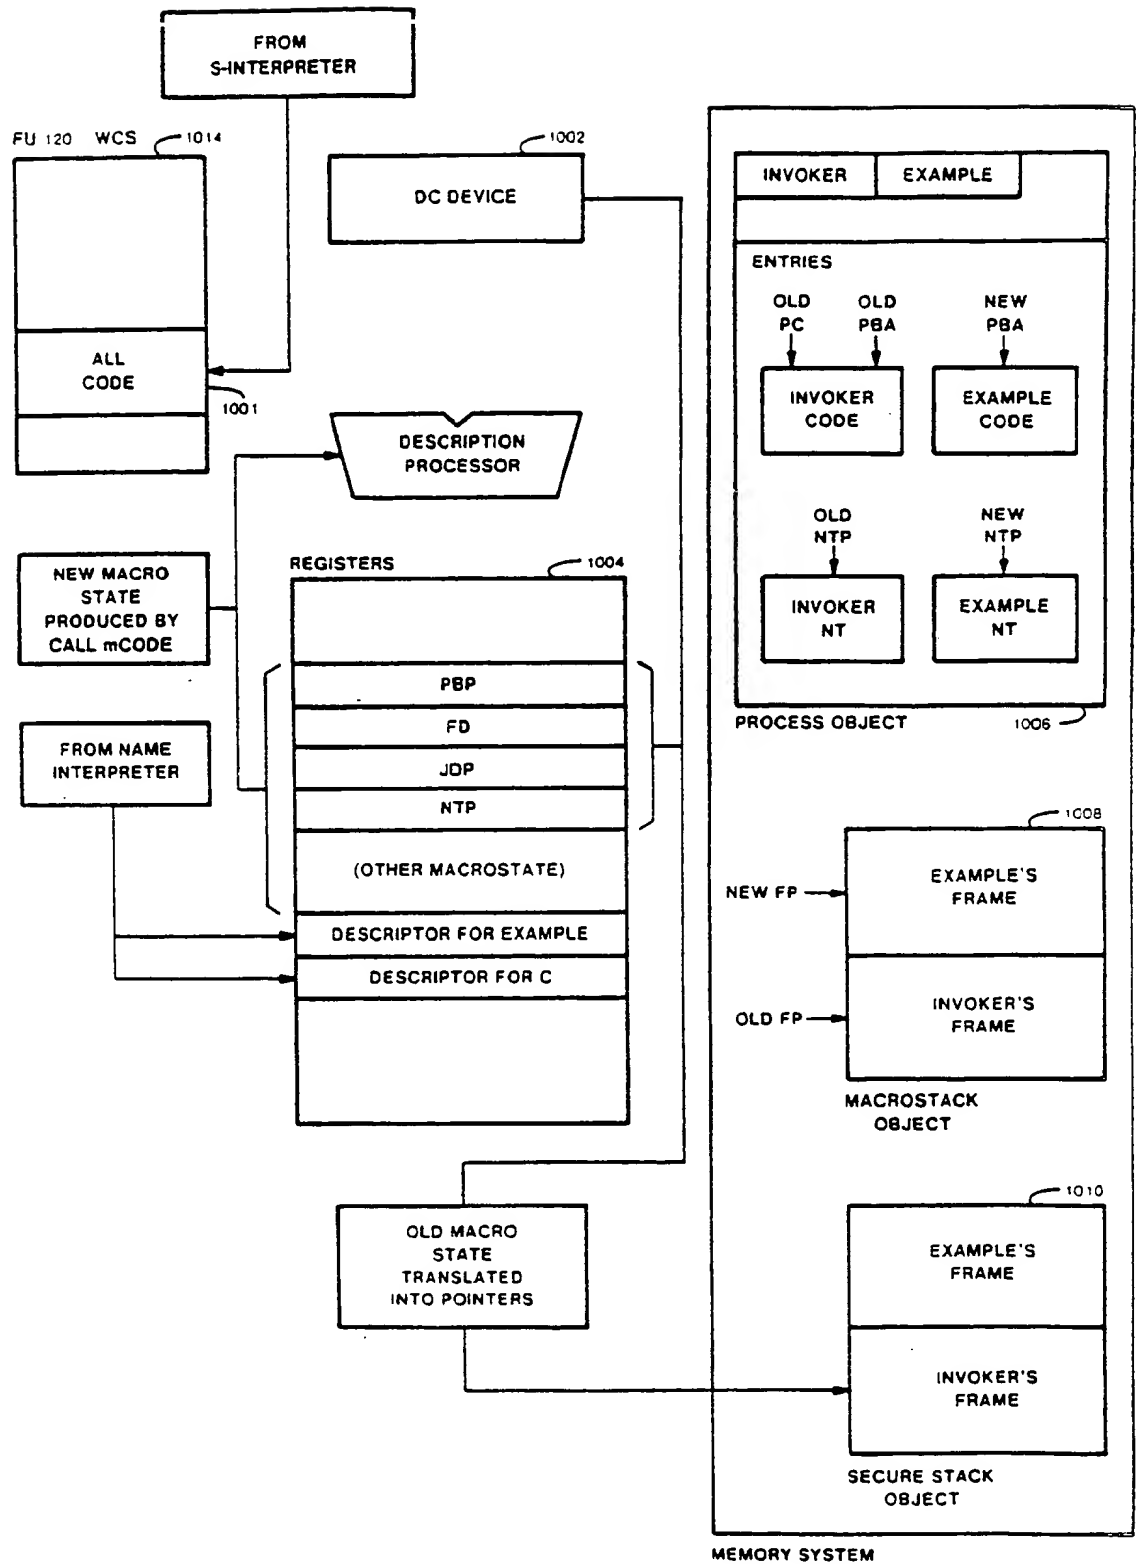 FROM
S-INTERPRETER
FU 120 WCS 1014
1002
DC DEVICE
INVOKER EXAMPLE
ENTRIES
OLD PC
OLD PBA
NEW PBA
ALL
CODE
1001
INVOKER
CODE
EXAMPLE
CODE
DESCRIPTION
PROCESSOR
OLD
NTP
NEW
NTP
REGISTERS 1004
NEW MACRO
STATE
PRODUCED BY
CALL mCODE
INVOKER
NT
EXAMPLE
NT
PBP
FD
JDP
NTP
(OTHER MACROSTATE)
DESCRIPTOR FOR EXAMPLE
DESCRIPTOR FOR C
PROCESS OBJECT 1006
FROM NAME
INTERPRETER
1008
NEW FP
EXAMPLE'S
FRAME
OLD FP
INVOKER'S
FRAME
MACROSTACK
OBJECT
1010
OLD MACRO
STATE
TRANSLATED
INTO POINTERS
EXAMPLE'S
FRAME
INVOKER'S
FRAME
SECURE STACK
OBJECT
MEMORY SYSTEM